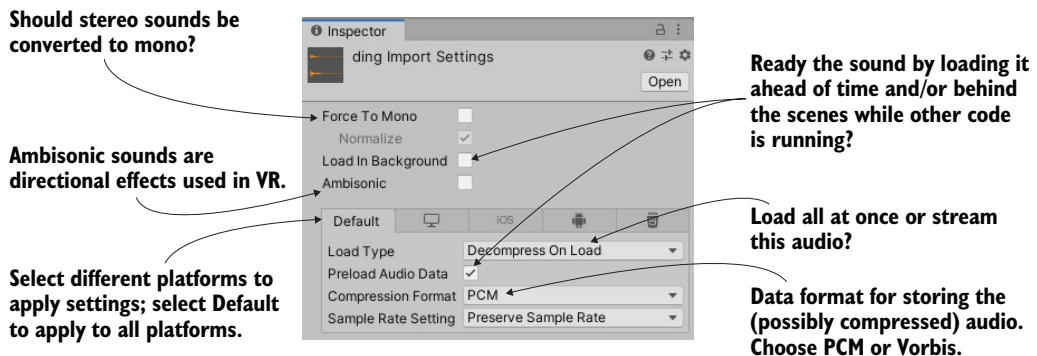 Should stereo sounds be
converted to mono?
Ambisonic sounds are
directional effects used in VR.
Select different platforms to
apply settings; select Default
to apply to all platforms.
Inspector
ding Import Settings
Open
Force To Mono
Normalize
Load In Background
Ambisonic
Default
iOS
Load Type
Decompress On Load
Preload Audio Data
Compression Format
PCM
Sample Rate Setting
Preserve Sample Rate
Ready the sound by loading it
ahead of time and/or behind
the scenes while other code
is running?
Load all at once or stream
this audio?
Data format for storing the
(possibly compressed) audio.
Choose PCM or Vorbis.